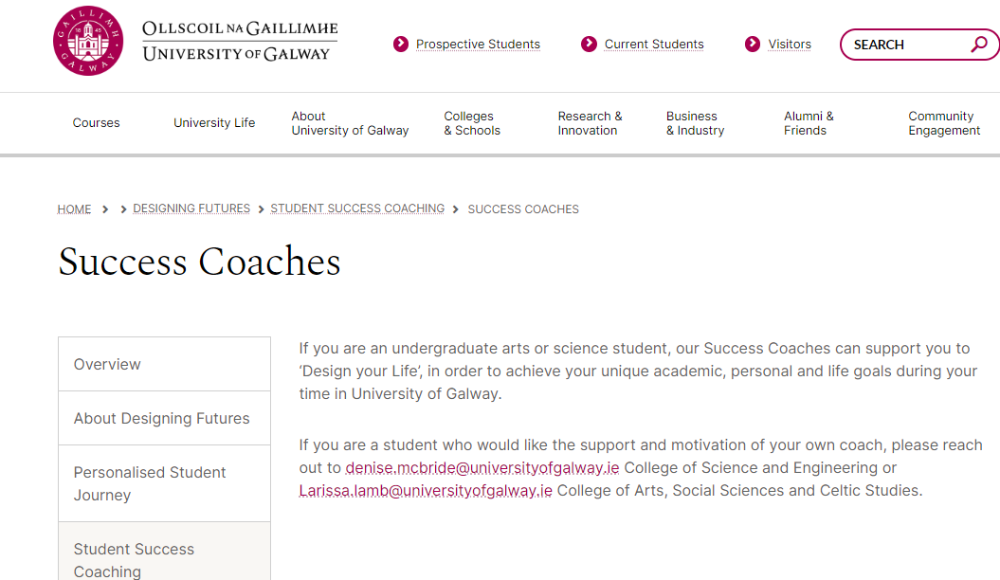 GAILLIMH
18 45
GALWAY
OLLSCOIL NA GAILLIMHE
UNIVERSITY OF GALWAY
Prospective Students
Current Students
Visitors
SEARCH
Courses
University Life
About
University of Galway
Colleges
& Schools
Research &
Innovation
Business
& Industry
Alumni &
Friends
Community
Engagement
HOME > > DESIGNING FUTURES > STUDENT SUCCESS COACHING > SUCCESS COACHES
Success Coaches
Overview
About Designing Futures
Personalised Student
Journey
Student Success
Coaching
If you are an undergraduate arts or science student, our Success Coaches can support you to
‘Design your Life’, in order to achieve your unique academic, personal and life goals during your
time in University of Galway.
If you are a student who would like the support and motivation of your own coach, please reach
out to denise.mcbride@universityofgalway.ie College of Science and Engineering or
Larissa.lamb@universityofgalway.ie College of Arts, Social Sciences and Celtic Studies.